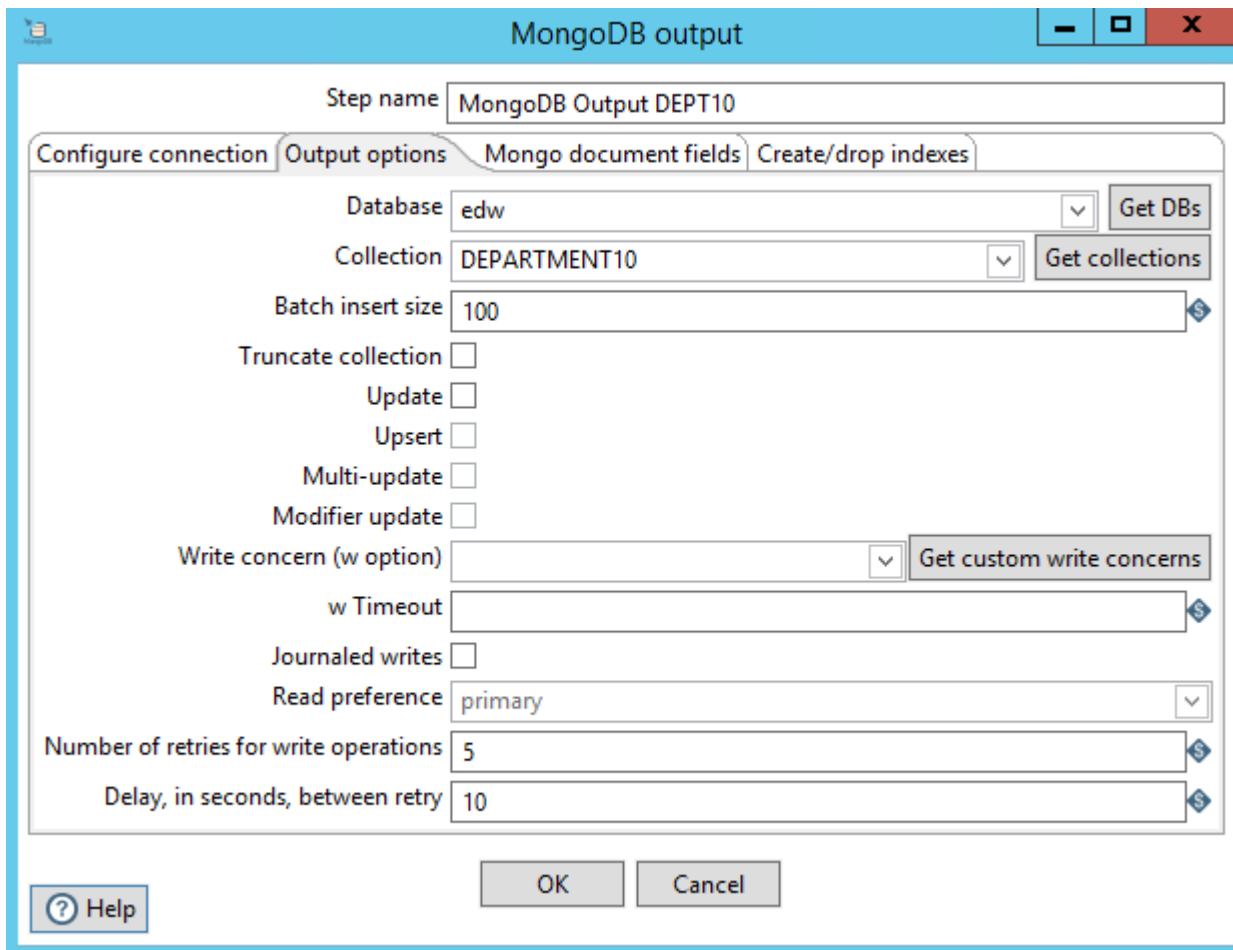 MongoDB output
Step name MongoDB Output DEPT10
Configure connection Output options Mongo document fields Create/drop indexes
Database edw Get DBs
Collection DEPARTMENT10 Get collections
Batch insert size 100
Truncate collection
Update
Upsert
Multi-update
Modifier update
Write concern (w option) Get custom write concerns
w Timeout
Journaled writes
Read preference primary
Number of retries for write operations 5
Delay, in seconds, between retry 10
OK Cancel
Help